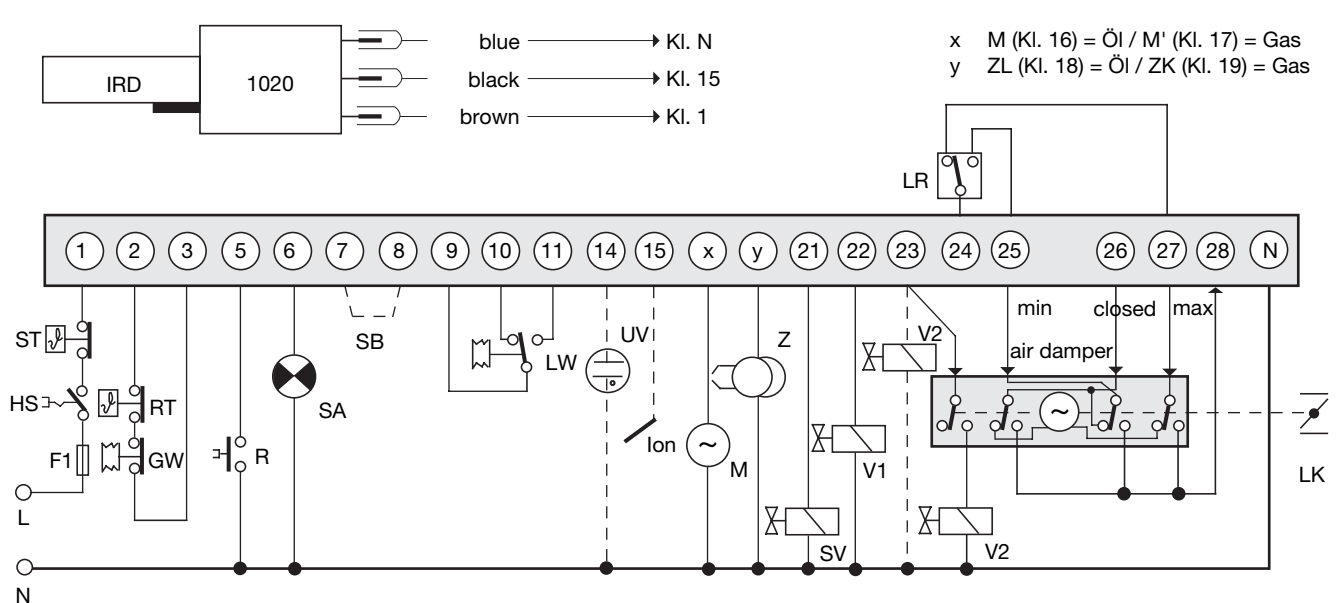 IRD
1020
blue
Kl. N
black
Kl. 15
brown
Kl. 1
x M (Kl. 16) = Öl / M' (Kl. 17) = Gas
y ZL (Kl. 18) = Öl / ZK (Kl. 19) = Gas
LR
1 2 3 5 6 7 8 9 10 11 14 15 x y 21 22 23 24 25 26 27 28 N
min
closed
max
ST
SB
LW
UV
Z
V2
air damper
HS
RT
SA
~
F1
GW
R
Ion
~
M
V1
LK
L
SV
V2
N